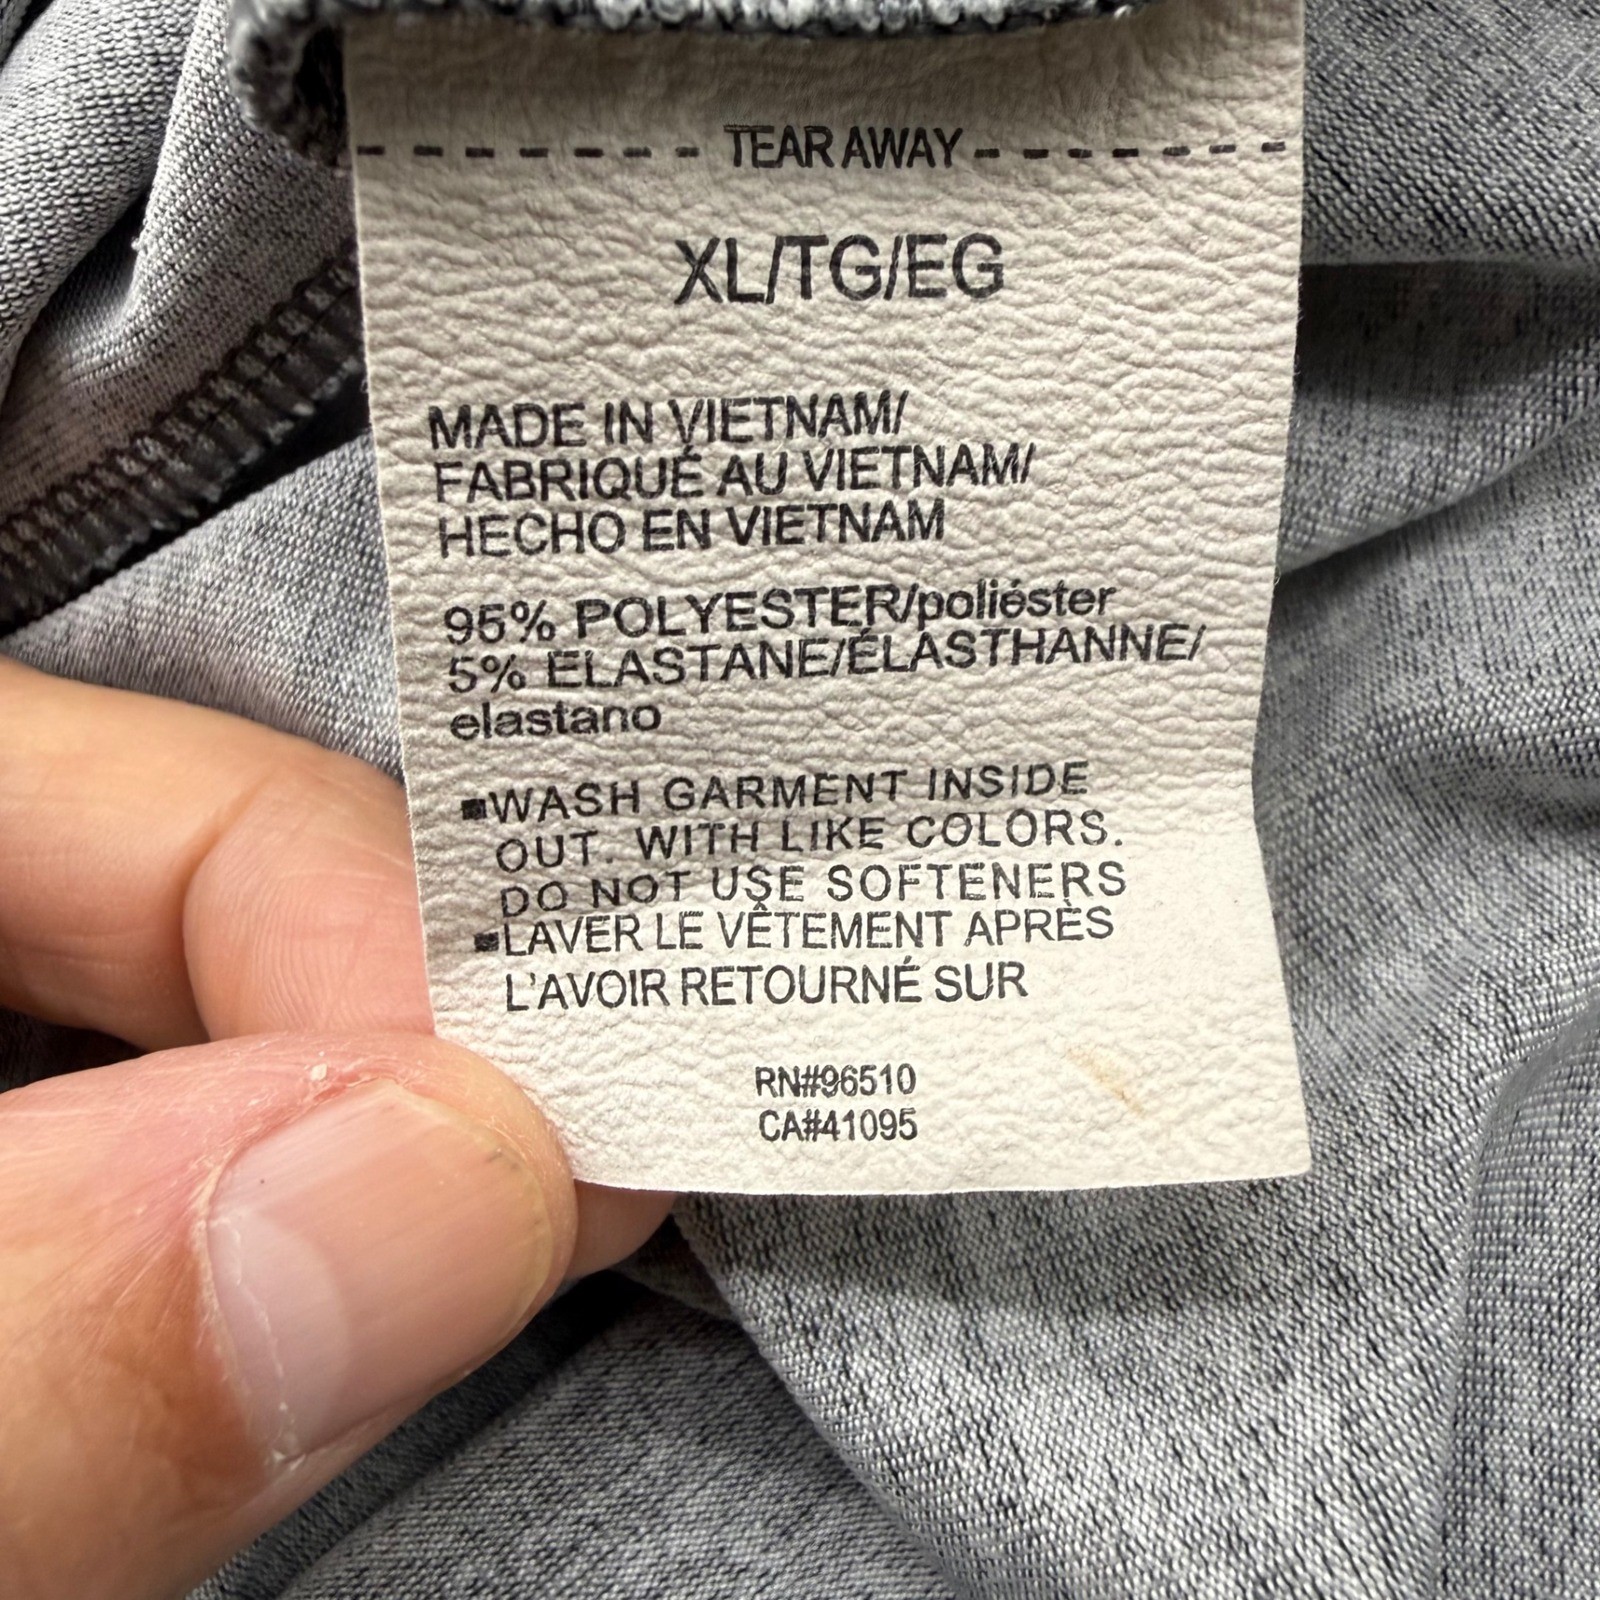 TEAR AWAY
XL/TG/EG
MADE IN VIETNAM/
FABRIQUÉ AU VIETNAM/
HECHO EN VIETNAM
95% POLYESTER/poliéster
5% ELASTANE/ÉLASTHANNE/
elastano
▪WASH GARMENT INSIDE
OUT. WITH LIKE COLORS.
DO NOT USE SOFTENERS
▪LAVER LE VÊTEMENT APRÈS
L'AVOIR RETOURNÉ SUR
RN#96510
CA#41095